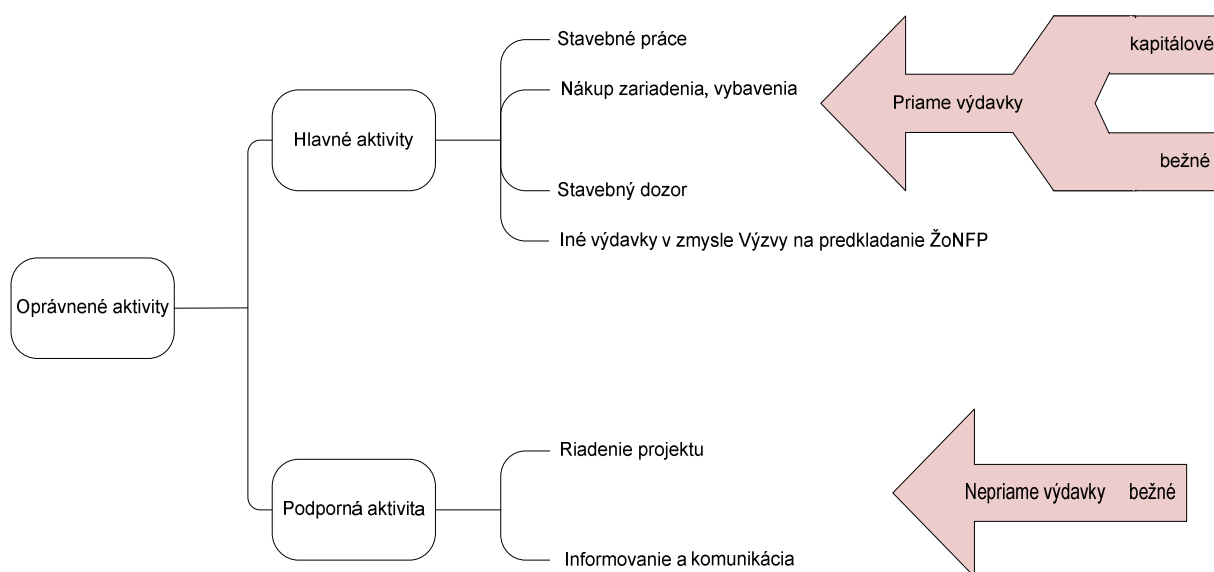 Stavebné práce
kapitálové
Nákup zariadenia, vybavenia
Priame výdavky
Hlavné aktivity
bežné
Stavebný dozor
Iné výdavky v zmysle Výzvy na predkladanie ŽoNFP
Oprávnené aktivity
Riadenie projektu
Nepriame výdavky bežné
Podporná aktivita
Informovanie a komunikácia